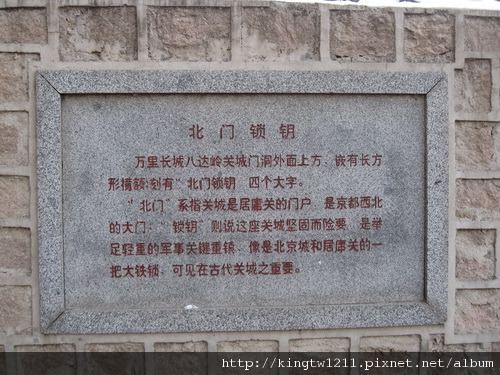 北门锁钥
万里长城八达岭关城门洞外面上方，嵌有长方
形横额，刻有“北门锁钥”四个大字。
“北门”系指关城是居庸关的门户，是京都西北
的大门；“锁钥”则说这座关城坚固而险要，是举
足轻重的军事关键重镇，像是北京城和居庸关的一
把大铁锁，可见在古代关城之重要。
http://kingtw1211.pixnet.net/album